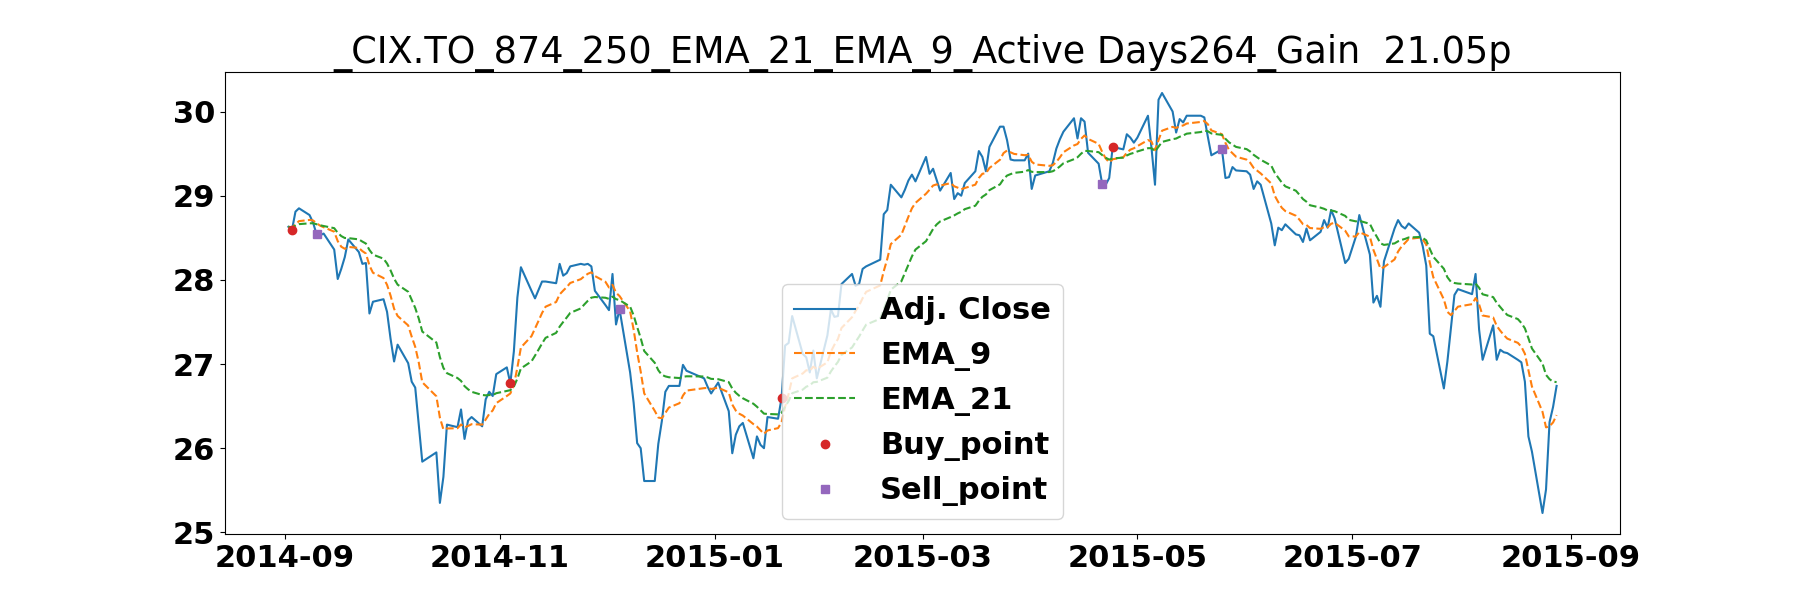 _CIX.TO_874_250_EMA_21_EMA_9_Active Days264_Gain  21.05p
30
29
28
27
26
25
Adj. Close
EMA_9
EMA_21
Buy_point
Sell_point
2014-09 2014-11 2015-01 2015-03 2015-05 2015-07 2015-09